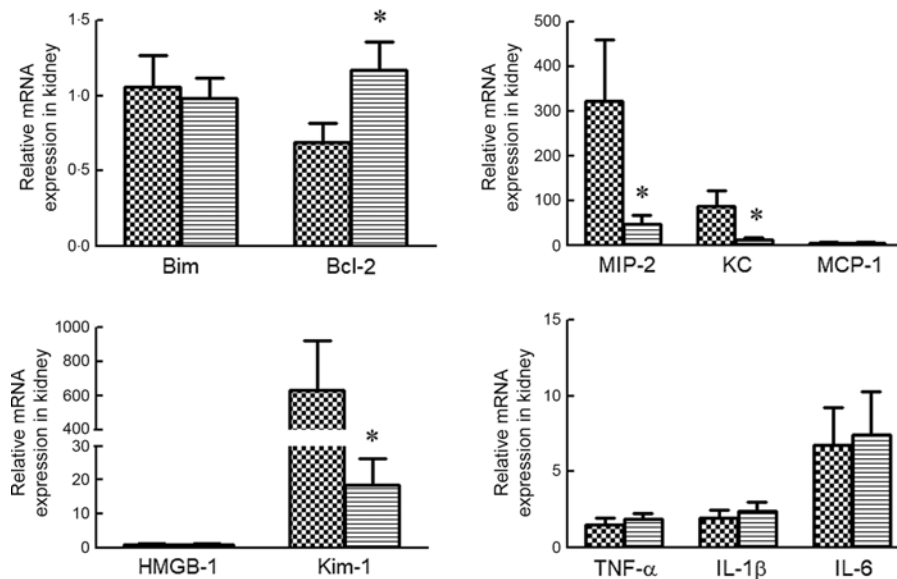 Relative mRNA
expression in kidney
1·5
1·0
0·5
0·0
*
Bim Bcl-2
Relative mRNA
expression in kidney
500
400
300
200
100
0
*
*
MIP-2 KC MCP-1
Relative mRNA
expression in kidney
1000
800
600
400
30
20
10
0
*
HMGB-1 Kim-1
Relative mRNA
expression in kidney
15
10
5
0
TNF-α IL-1β IL-6